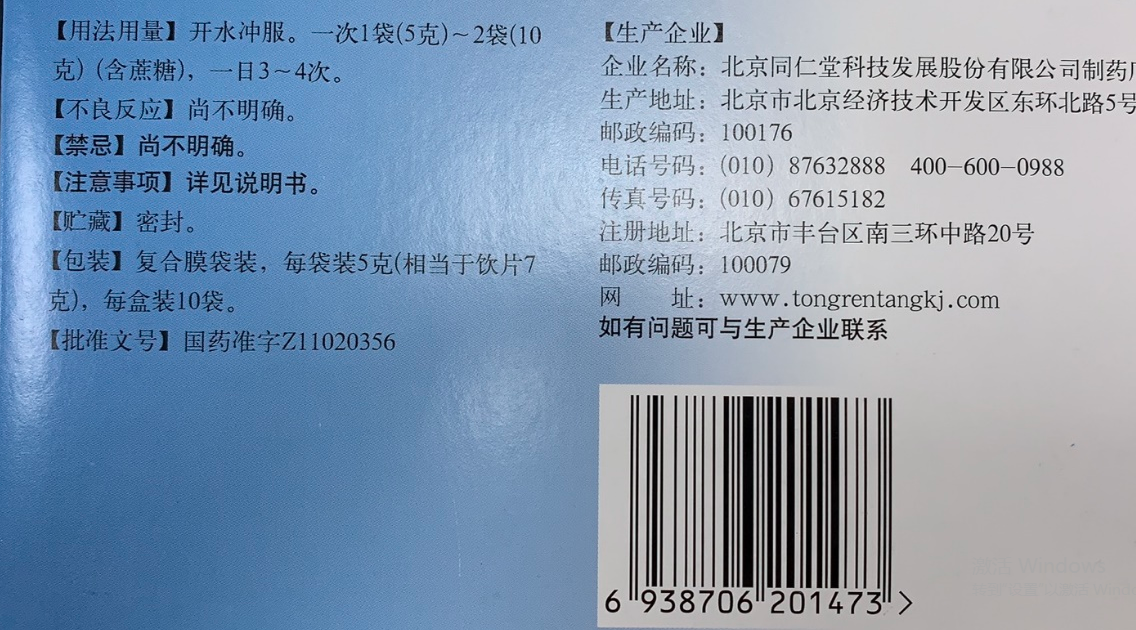 【用法用量】开水冲服。一次1袋(5克)~2袋(10
克)(含蔗糖)，一日3~4次。
【不良反应】尚不明确。
【禁忌】尚不明确。
【注意事项】详见说明书。
【贮藏】密封。
【包装】复合膜袋装，每袋装5克(相当于饮片7
克)，每盒装10袋。
【批准文号】国药准字Z11020356
【生产企业】
企业名称：北京同仁堂科技发展股份有限公司制药
生产地址：北京市北京经济技术开发区东环北路5号
邮政编码：100176
电话号码：(010) 87632888 400-600-0988
传真号码：(010) 67615182
注册地址：北京市丰台区南三环中路20号
邮政编码：100079
网 址：www.tongrentangkj.com
如有问题可与生产企业联系
6 938706 201473 >
激活 Windows